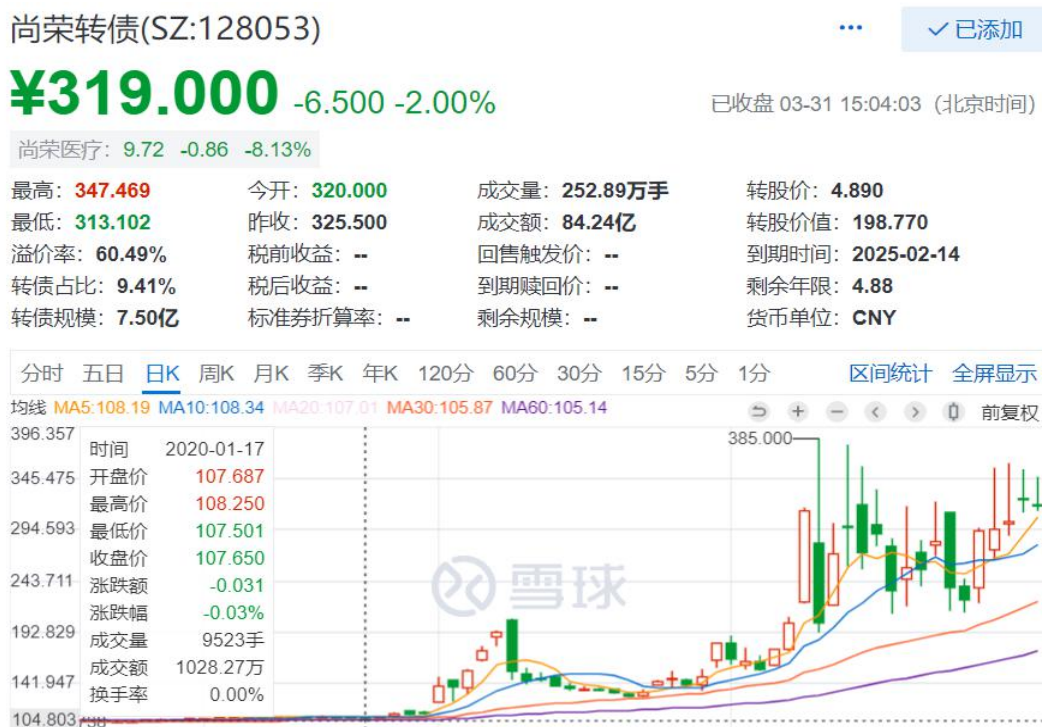 尚荣转债(SZ:128053)
··· ✓已添加
¥319.000 -6.500 -2.00% 已收盘 03-31 15:04:03 (北京时间)
尚荣医疗: 9.72 -0.86 -8.13%
最高: 347.469 今开: 320.000 成交量: 252.89万手 转股价: 4.890
最低: 313.102 昨收: 325.500 成交额: 84.24亿 转股价值: 198.770
溢价率: 60.49% 税前收益: -- 回售触发价: -- 到期时间: 2025-02-14
转债占比: 9.41% 税后收益: -- 到期赎回价: -- 剩余年限: 4.88
转债规模: 7.50亿 标准券折算率: -- 剩余规模: -- 货币单位: CNY
分时 五日 日K 周K 月K 季K 年K 120分 60分 30分 15分 5分 1分 区间统计 全屏显示
均线 MA5:108.19 MA10:108.34 MA20:107.01 MA30:105.87 MA60:105.14 前复权
396.357
345.475
294.593
243.711
192.829
141.947
104.803
时间 2020-01-17
开盘价 107.687
最高价 108.250
最低价 107.501
收盘价 107.650
涨跌额 -0.031
涨跌幅 -0.03%
成交量 9523手
成交额 1028.27万
换手率 0.00%
385.000
雪球